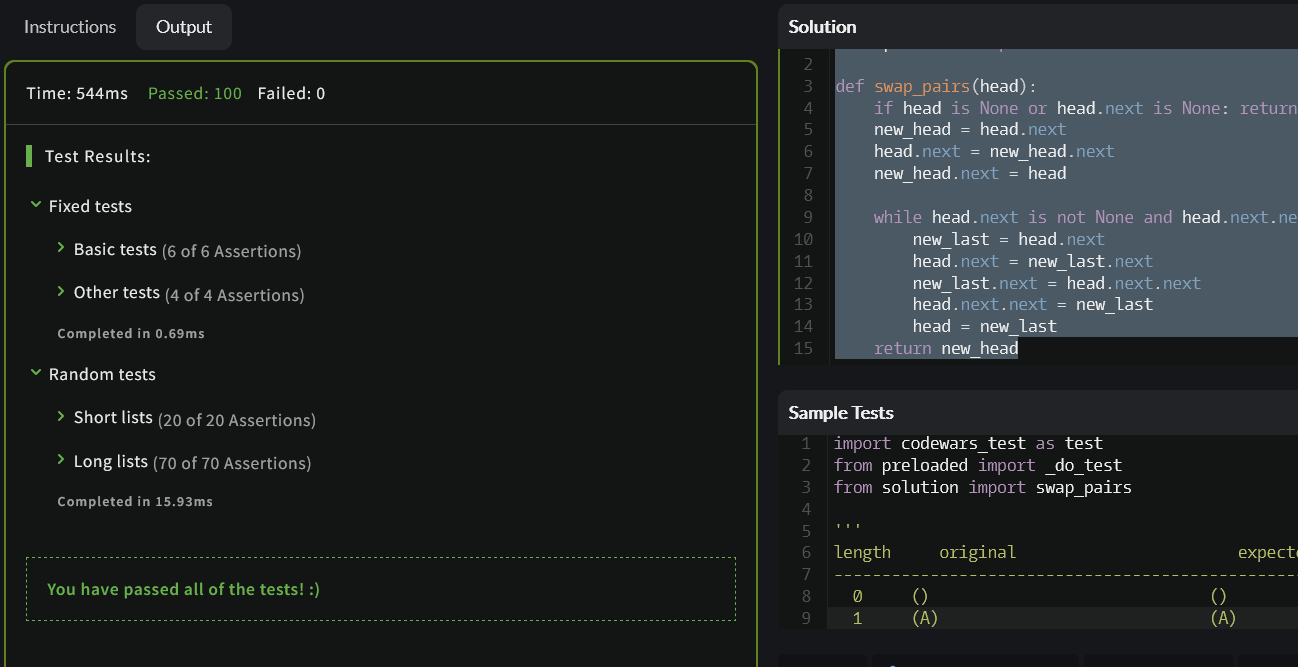 Instructions
Output
Time: 544ms Passed: 100 Failed: 0
Test Results:
Fixed tests
Basic tests (6 of 6 Assertions)
Other tests (4 of 4 Assertions)
Completed in 0.69ms
Random tests
Short lists (20 of 20 Assertions)
Long lists (70 of 70 Assertions)
Completed in 15.93ms
You have passed all of the tests! :)
Solution
2
3 def swap_pairs(head):
4 if head is None or head.next is None: return
5 new_head = head.next
6 head.next = new_head.next
7 new_head.next = head
8
9 while head.next is not None and head.next.ne
10 new_last = head.next
11 head.next = new_last.next
12 new_last.next = head.next.next
13 head.next.next = new_last
14 head = new_last
15 return new_head
Sample Tests
1 import codewars_test as test
2 from preloaded import _do_test
3 from solution import swap_pairs
4
5 '''
6 length original expecte
7 ------------------------------------------------
8 0 () ()
9 1 (A) (A)